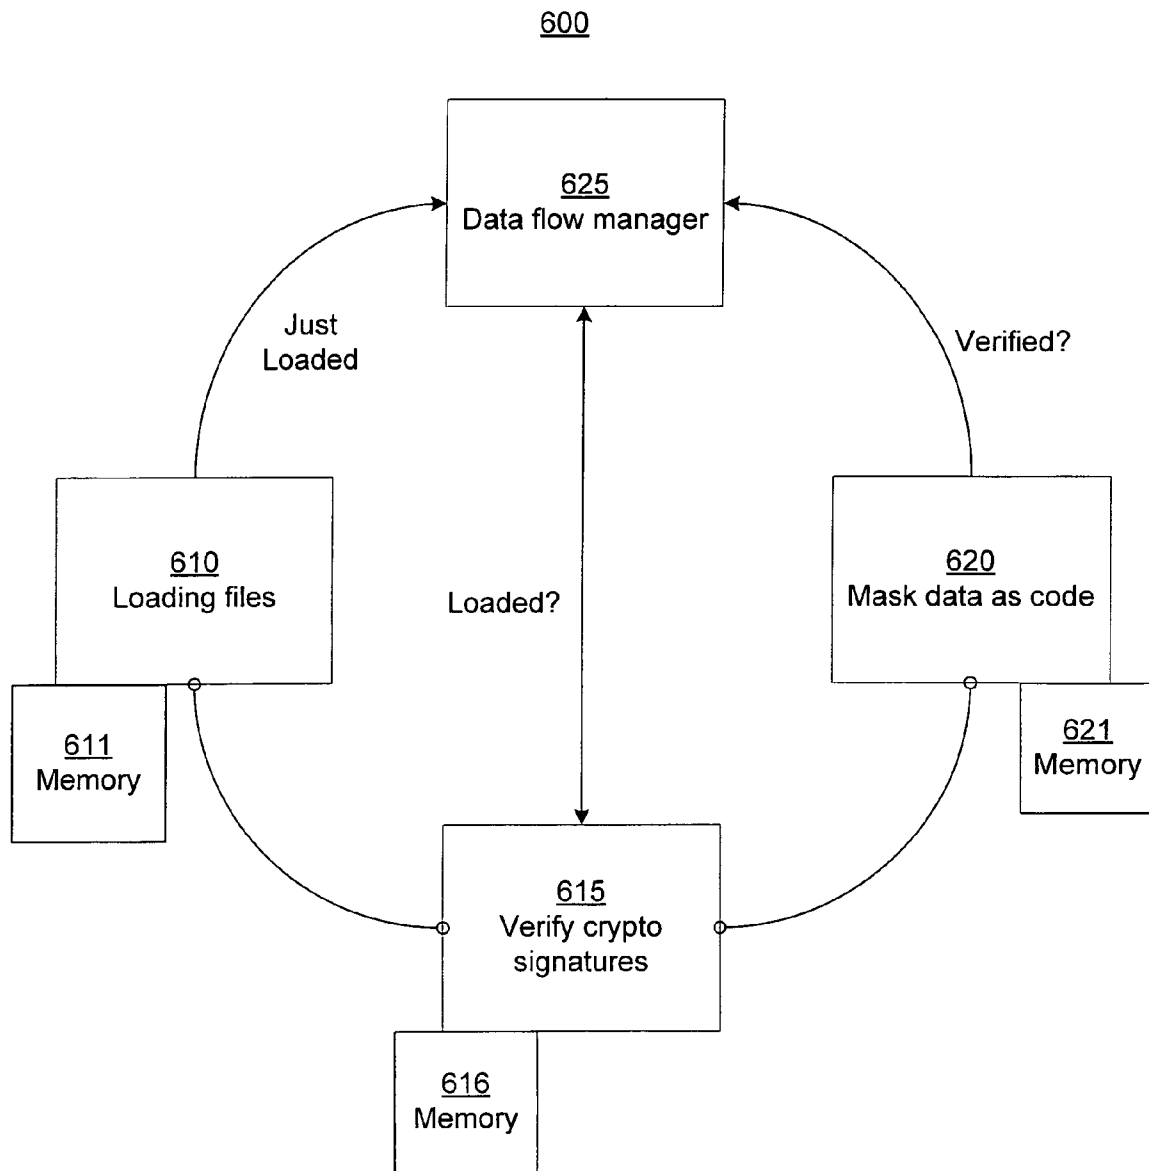 600
625
Data flow manager
Just
Loaded
Verified?
610
Loading files
Loaded?
620
Mask data as code
611
Memory
621
Memory
615
Verify crypto
signatures
616
Memory